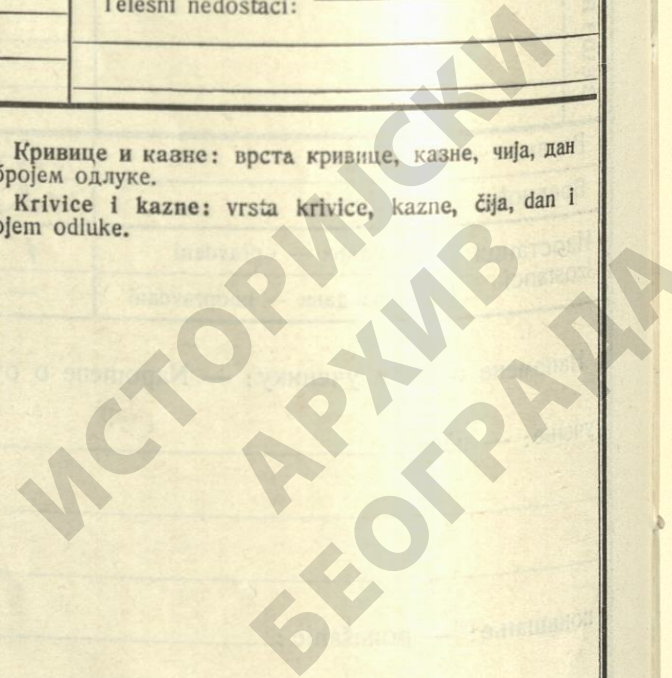 Telesni nedostaci:
Кривице и казне: врста кривице, казне, чија, дан
бројем одлуке.
Krivice i kazne: vrsta krivice, kazne, čija, dan i
ojem odluke.
ИСТОРИЈСКИ
АРХИВ
БЕОГРАДА